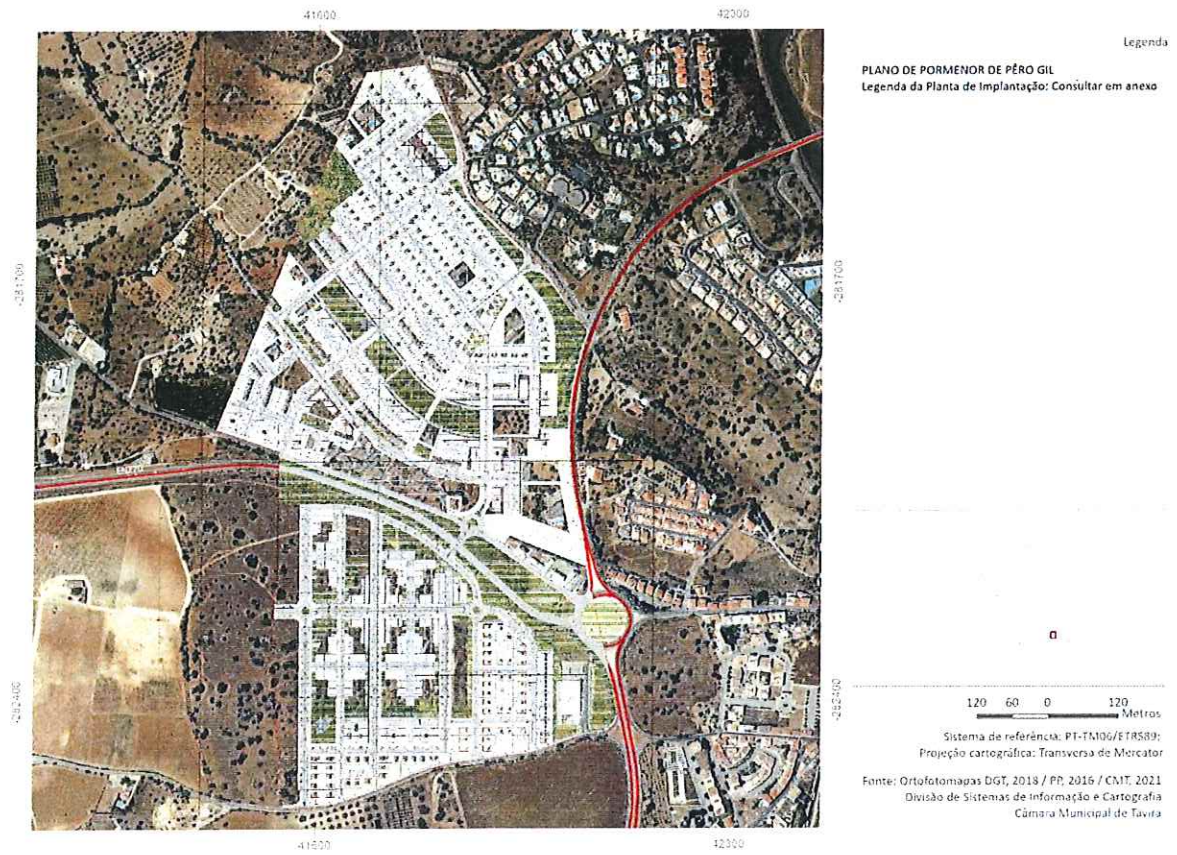 41600
42300
Legenda
PLANO DE PORMENOR DE PÊRO GIL
Legenda da Planta de Implantação: Consultar em anexo
-281700
-281700
EN270
-282400
-282400
120 60 0 120
Metros
Sistema de referência: PT-TM06/ETRS89;
Projeção cartográfica: Transversa de Mercator
Fonte: Ortofotomapas DGT, 2018 / PP, 2016 / CMT, 2021
Divisão de Sistemas de Informação e Cartografia
Câmara Municipal de Tavira
41600
42300